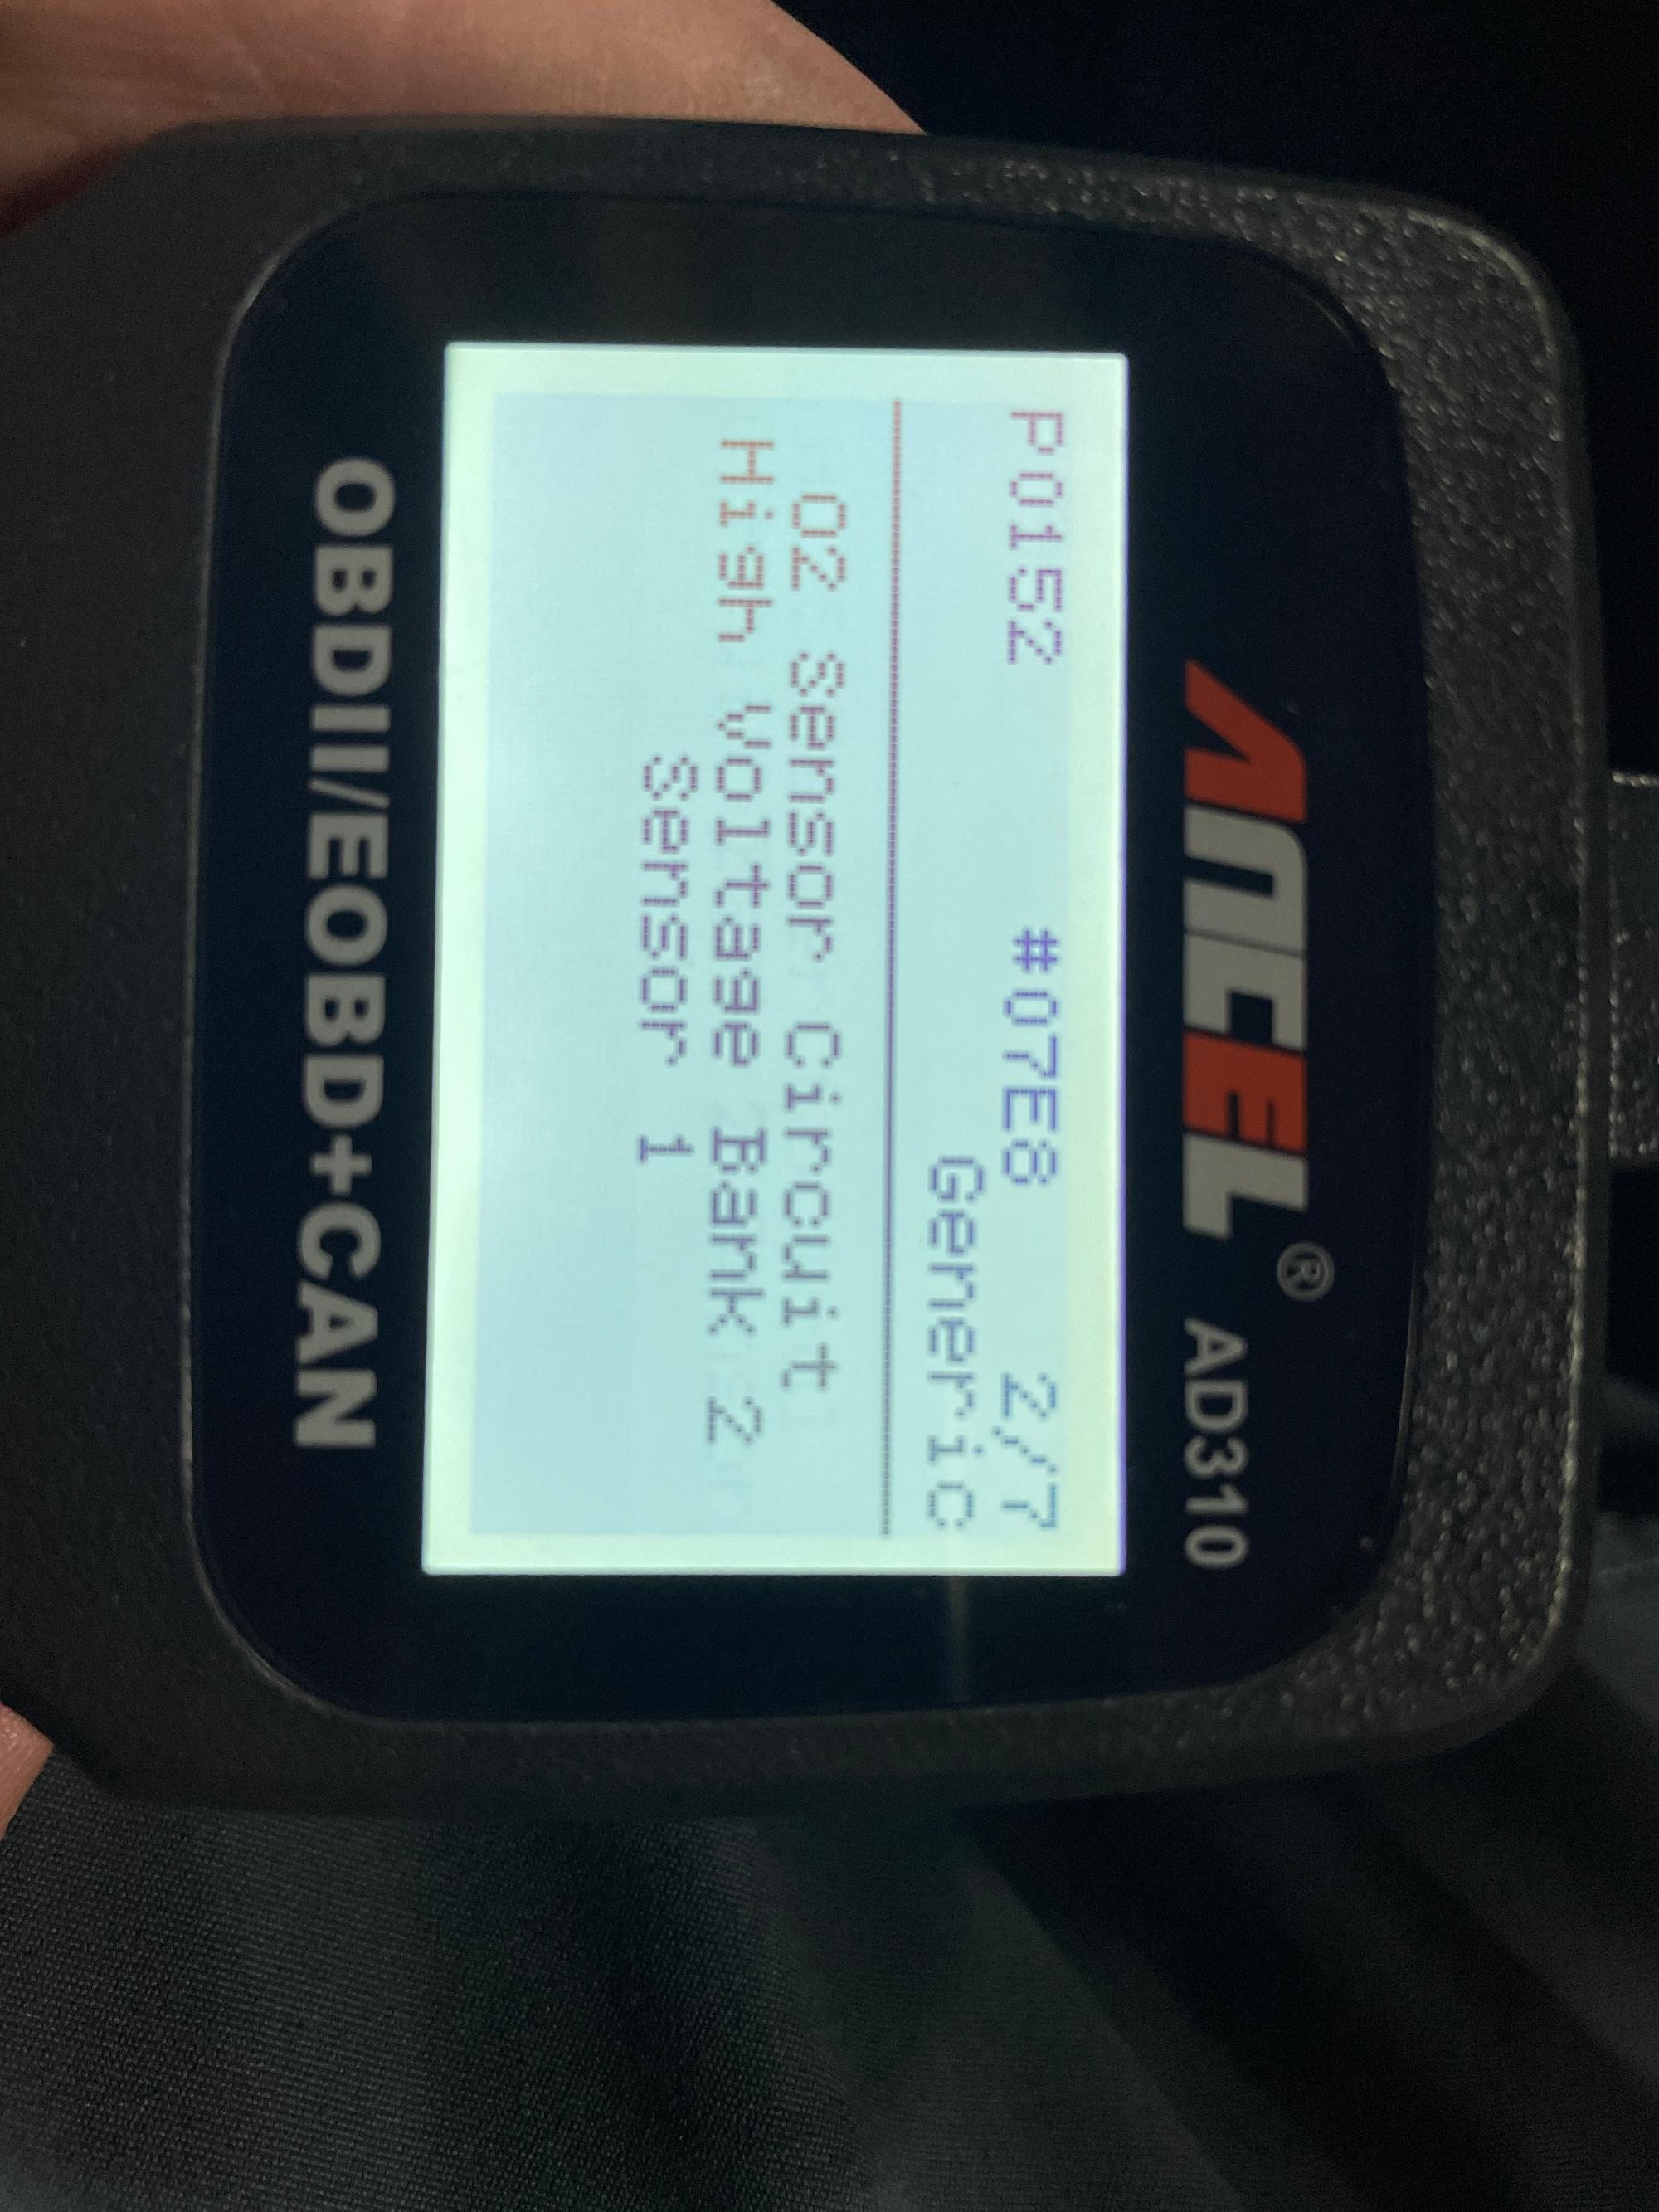 ANCEL® AD310
P0152 #07E8 2/7
Generic
O2 Sensor Circuit
High Voltage Bank 2
Sensor 1
OBDII/EOBD+CAN